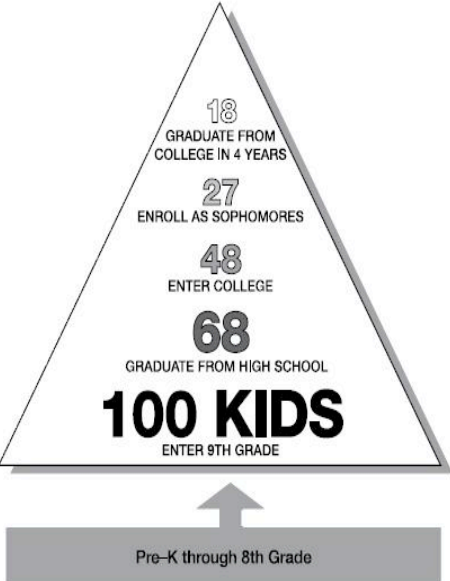 18
GRADUATE FROM
COLLEGE IN 4 YEARS
27
ENROLL AS SOPHOMORES
48
ENTER COLLEGE
68
GRADUATE FROM HIGH SCHOOL
100 KIDS
ENTER 9TH GRADE
Pre–K through 8th Grade